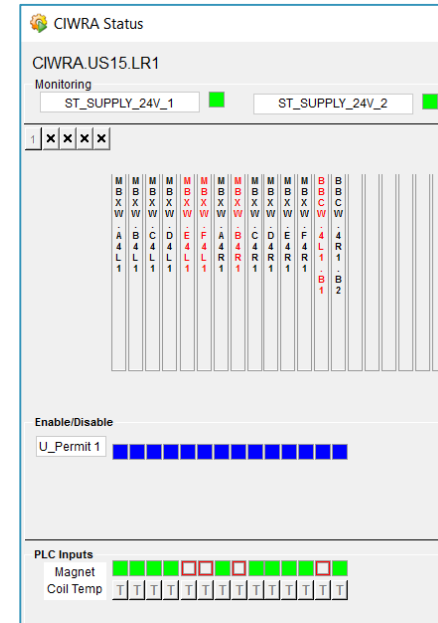 CIWRA Status
CIWRA.US15.LR1
Monitoring
ST_SUPPLY_24V_1 ST_SUPPLY_24V_2
1 X X X X
MBXW.A4L1
MBXW.B4L1
MBXW.C4L1
MBXW.D4L1
MBXW.E4L1
MBXW.F4L1
MBXW.A4R1
MBXW.B4R1
MBXW.C4R1
MBXW.D4R1
MBXW.E4R1
MBXW.F4R1
BBCW.4L1.B1
BBCW.4R1.B2
Enable/Disable
U_Permit 1
PLC Inputs
Magnet
Coil Temp T T T T T T T T T T T T T T